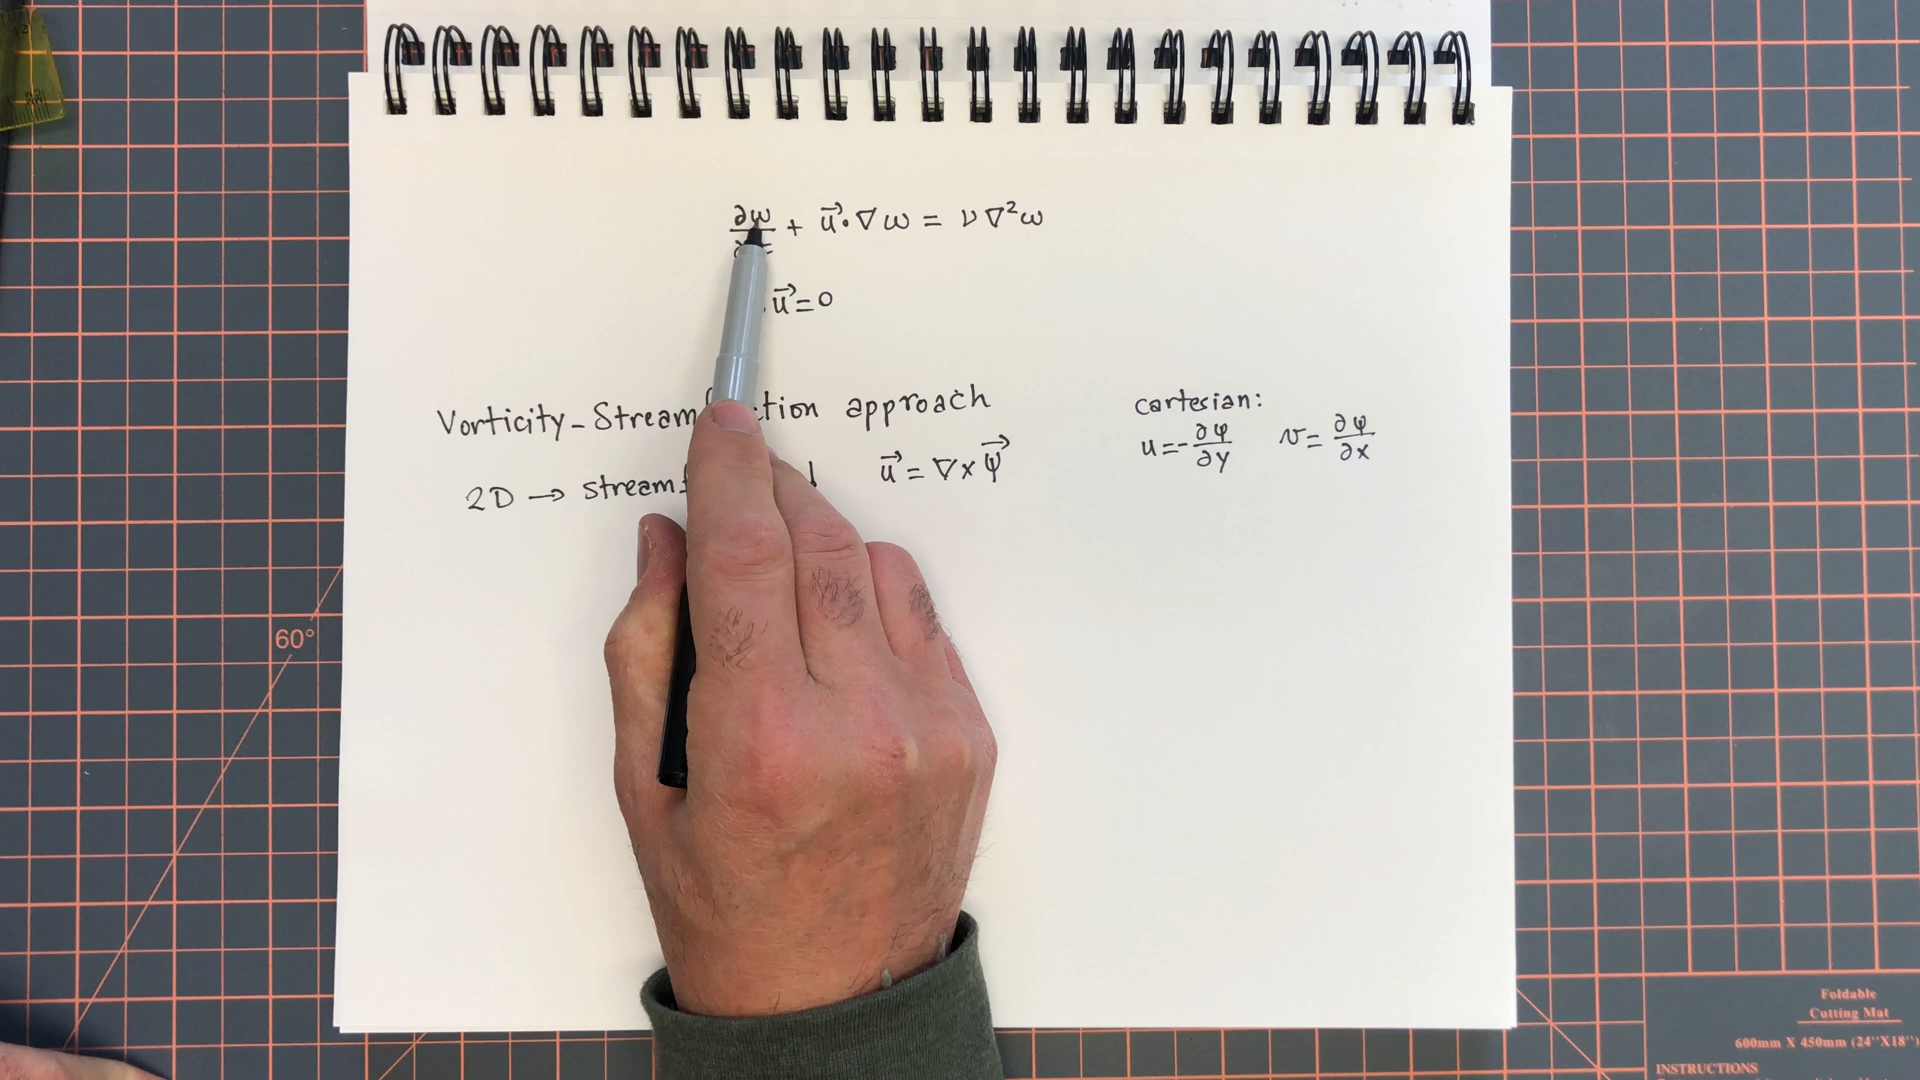 ∂ω/∂t + u⃗·∇ω = ν∇²ω
·u⃗=0
Vorticity-Stream tion approach
cartesian:
2D → stream u⃗ = ∇×ψ⃗
u=-∂ψ/∂y v=∂ψ/∂x
60°
Foldable
Cutting Mat
600mm X 450mm (24''X18'')
INSTRUCTIONS